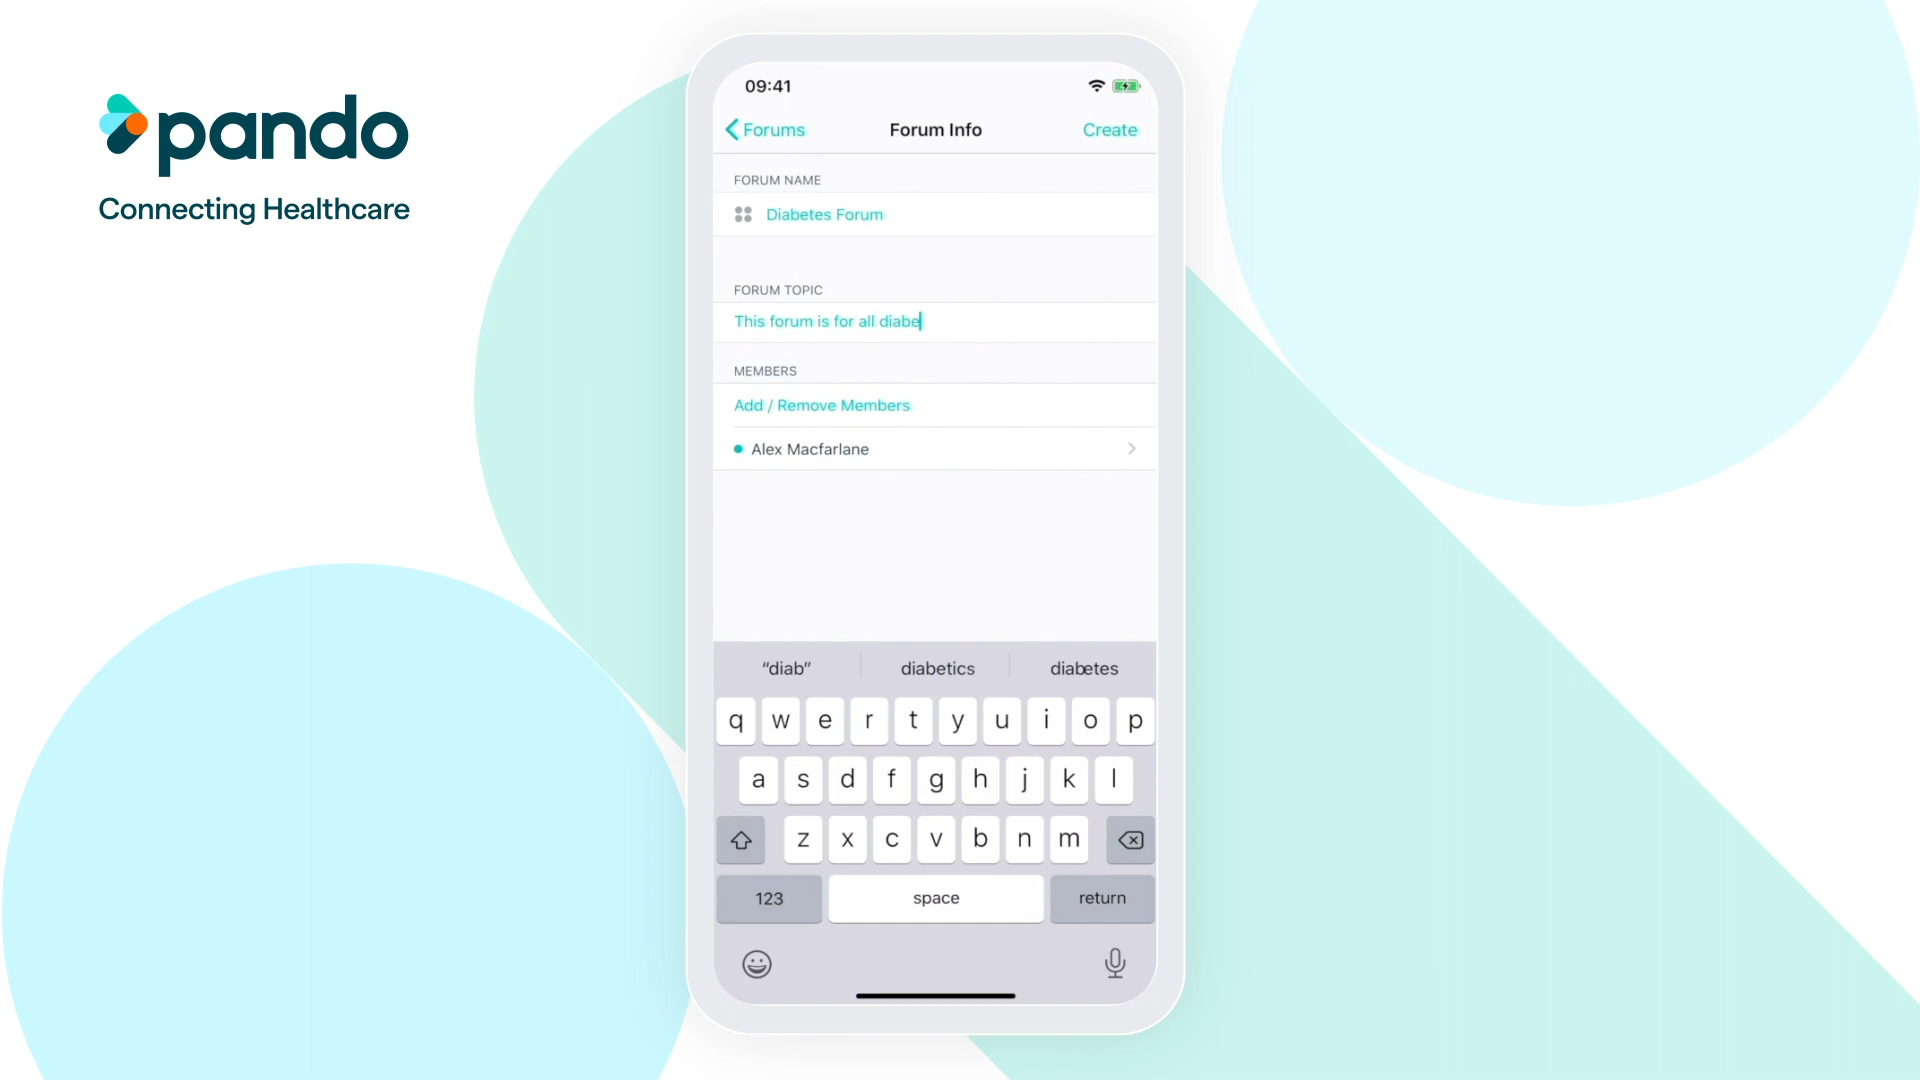 pando
Connecting Healthcare
09:41
Forums
Forum Info
Create
FORUM NAME
Diabetes Forum
FORUM TOPIC
This forum is for all diabe
MEMBERS
Add / Remove Members
Alex Macfarlane
“diab”
diabetics
diabetes
q w e r t y u i o p
a s d f g h j k l
z x c v b n m
123
space
return